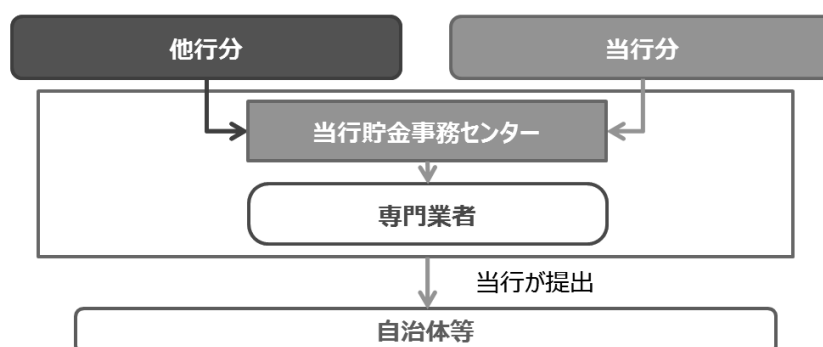 他行分
当行分
当行貯金事務センター
専門業者
当行が提出
自治体等